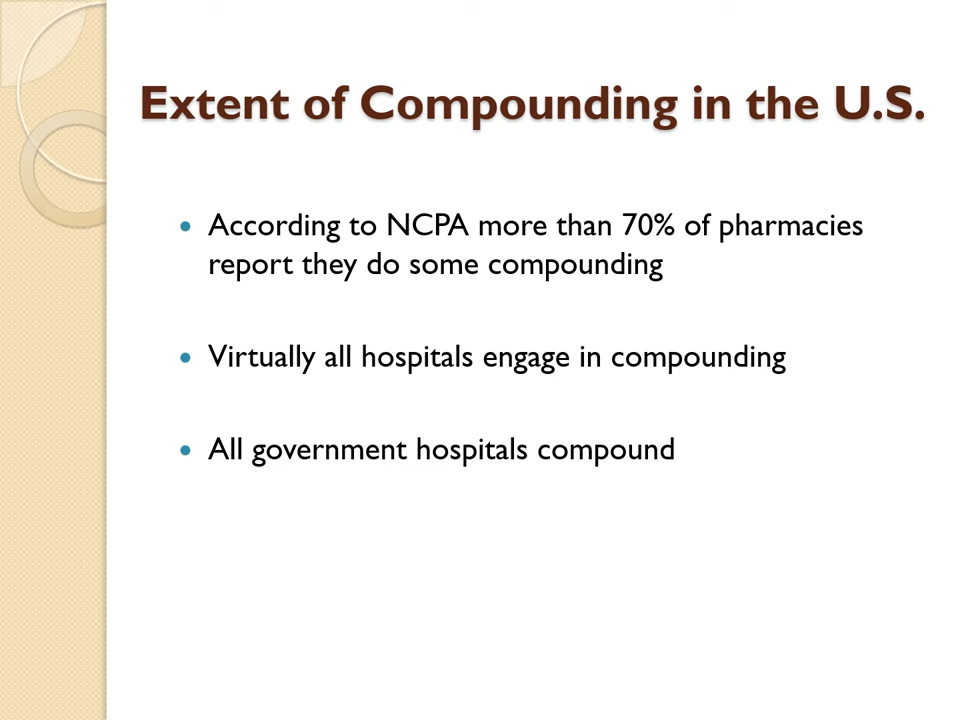 Extent of Compounding in the U.S.
• According to NCPA more than 70% of pharmacies
report they do some compounding
• Virtually all hospitals engage in compounding
• All government hospitals compound